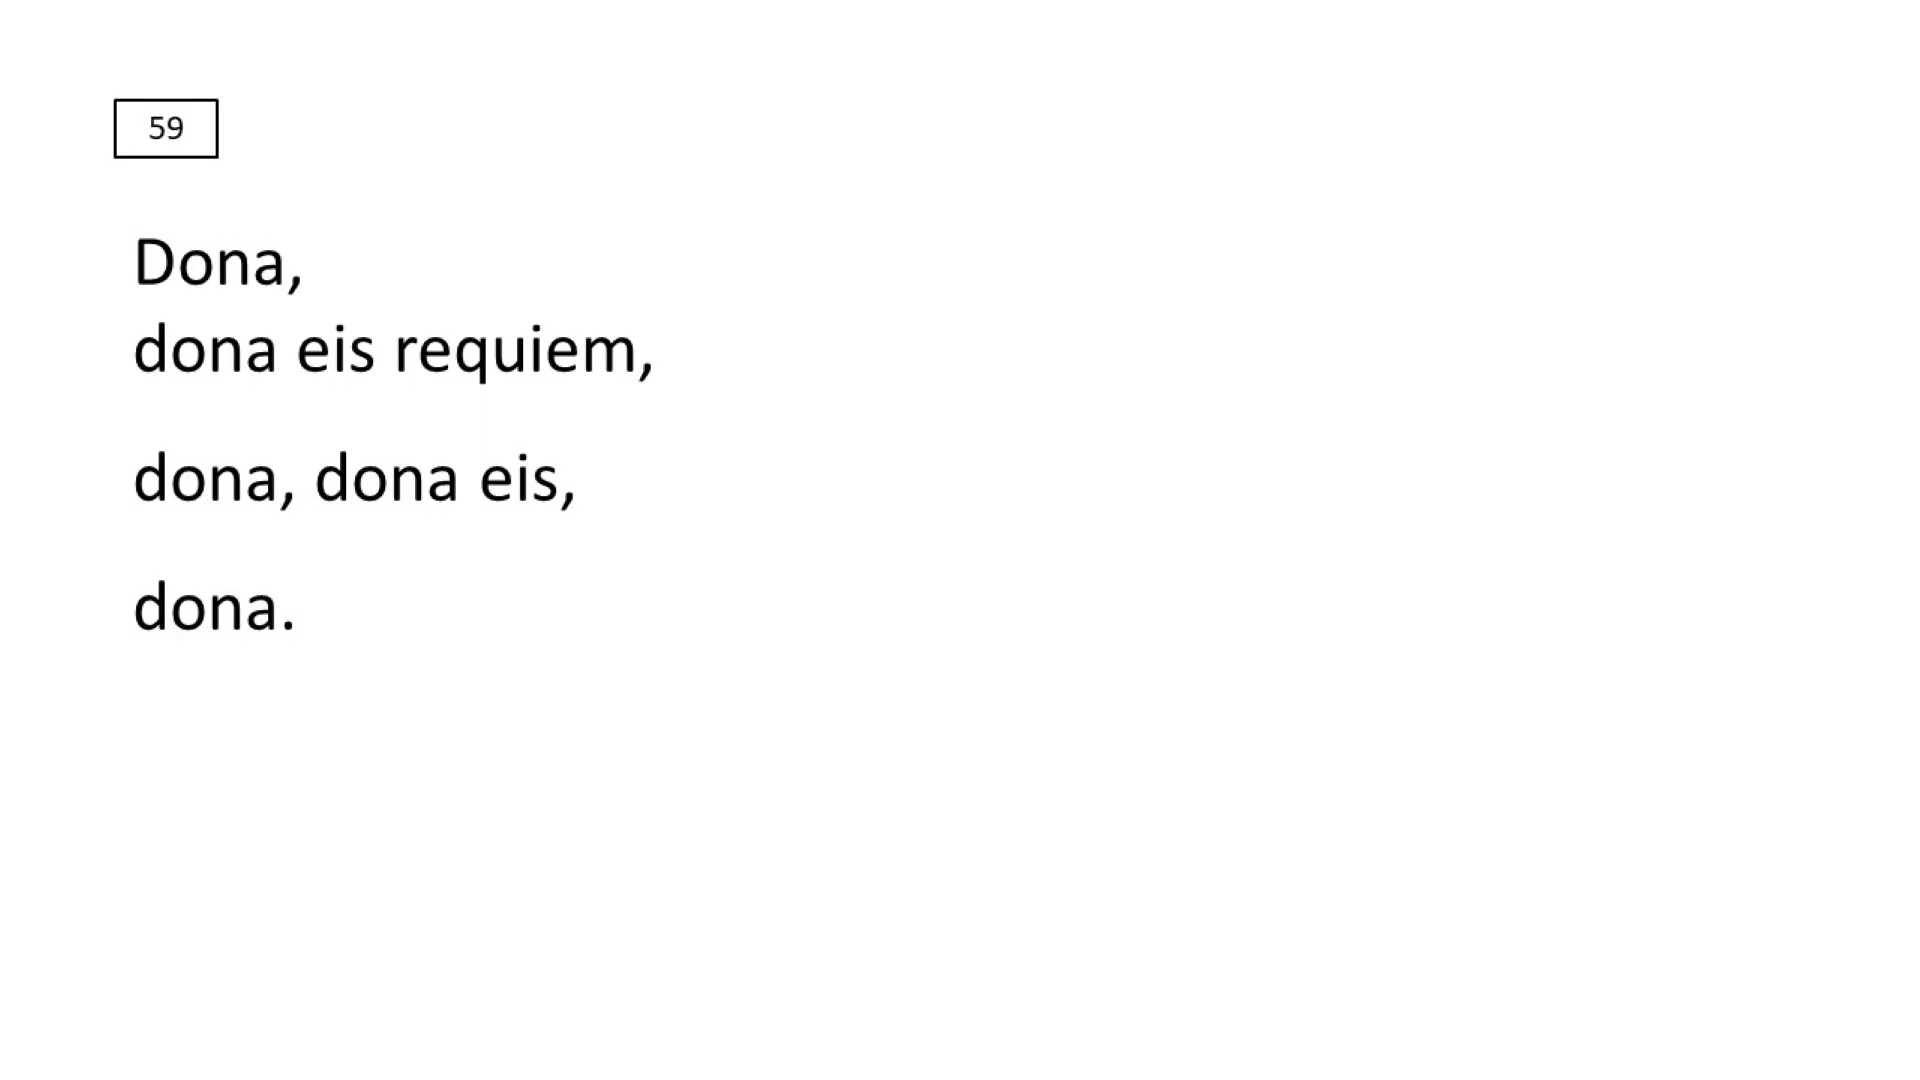 59
Dona,
dona eis requiem,
dona, dona eis,
dona.